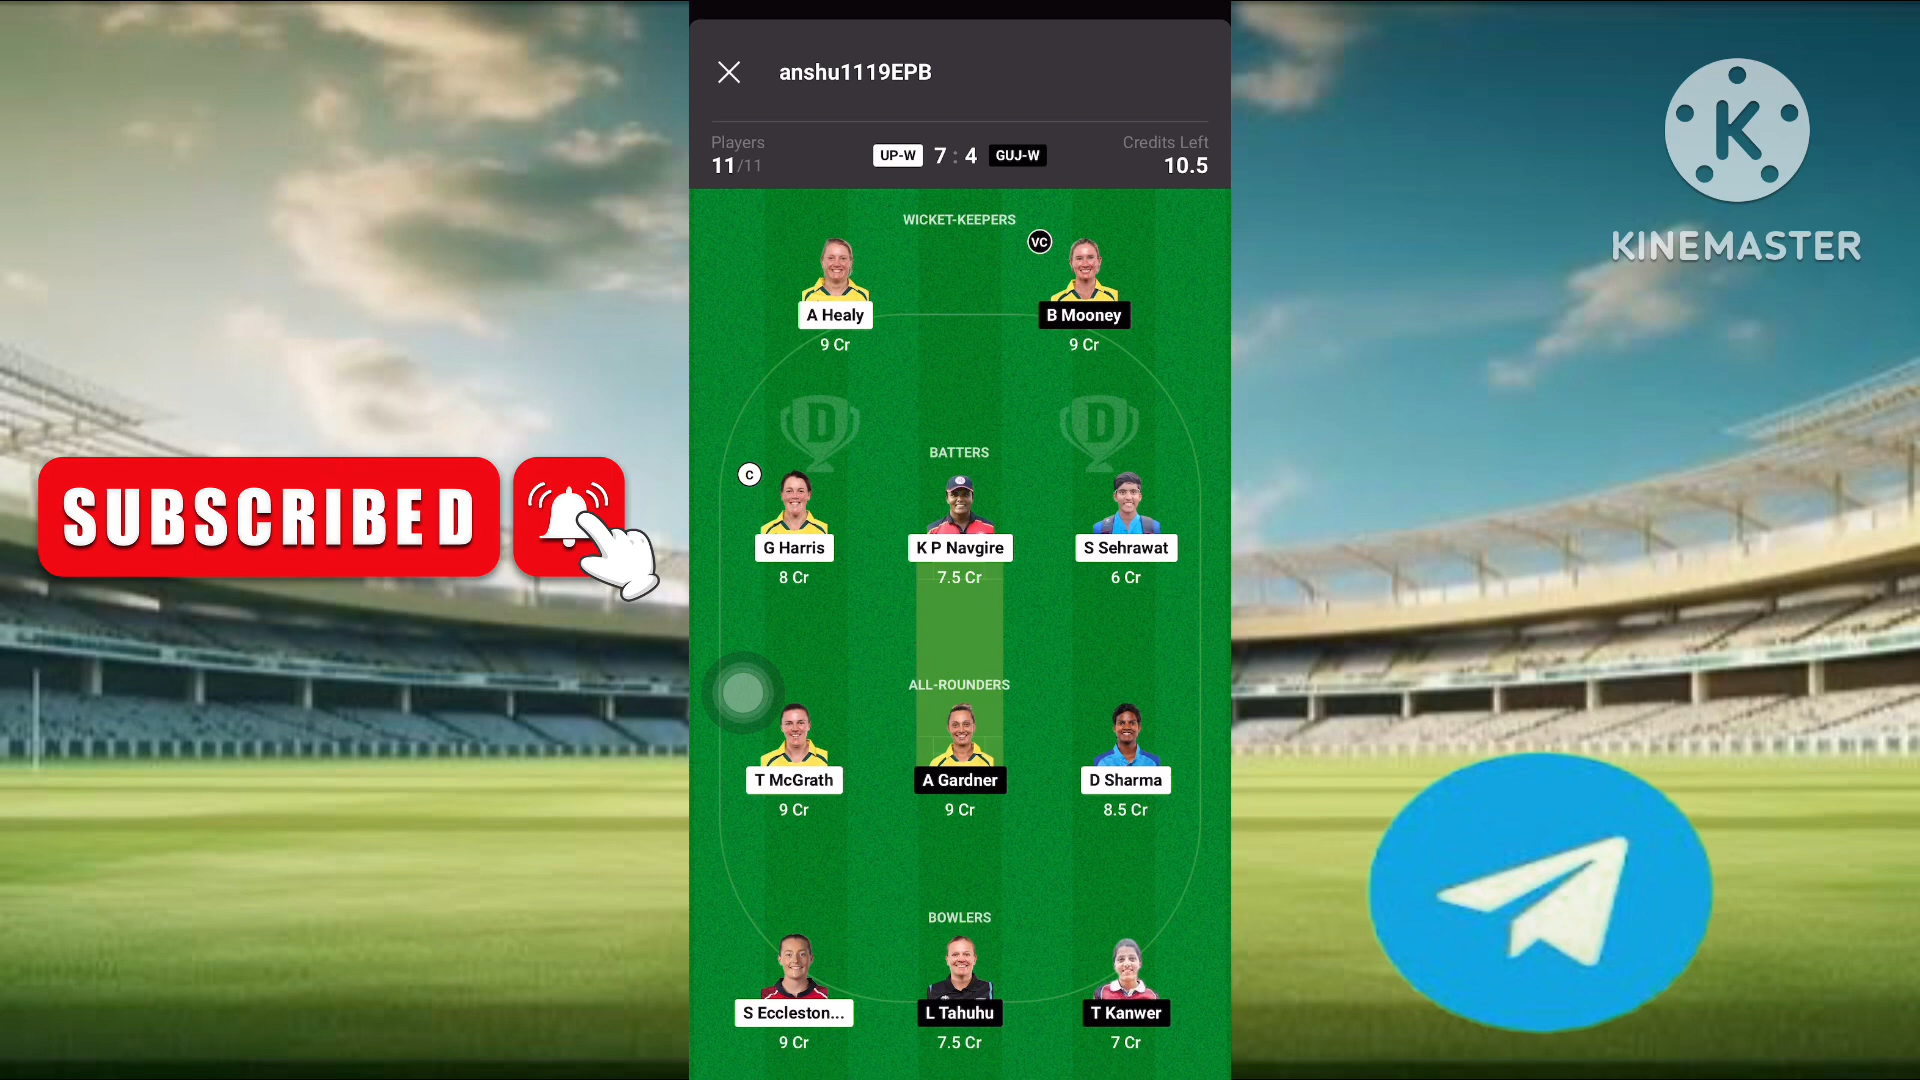 anshu1119EPB
Players
11/11
UP-W 7 : 4 GUJ-W
Credits Left
10.5
WICKET-KEEPERS
VC
A Healy
9 Cr
B Mooney
9 Cr
BATTERS
C
G Harris
8 Cr
K P Navgire
7.5 Cr
S Sehrawat
6 Cr
ALL-ROUNDERS
T McGrath
9 Cr
A Gardner
9 Cr
D Sharma
8.5 Cr
BOWLERS
S Eccleston...
9 Cr
L Tahuhu
7.5 Cr
T Kanwer
7 Cr
SUBSCRIBED
K
KINEMASTER
D
D